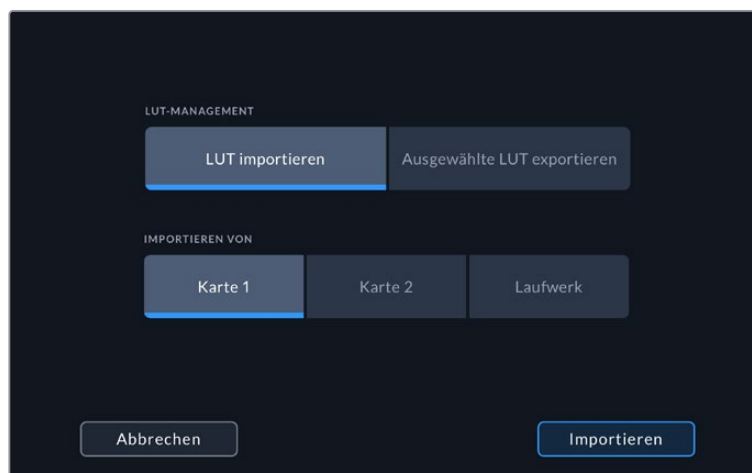 LUT-MANAGEMENT
LUT importieren Ausgewählte LUT exportieren
IMPORTIEREN VON
Karte 1 Karte 2 Laufwerk
Abbrechen Importieren